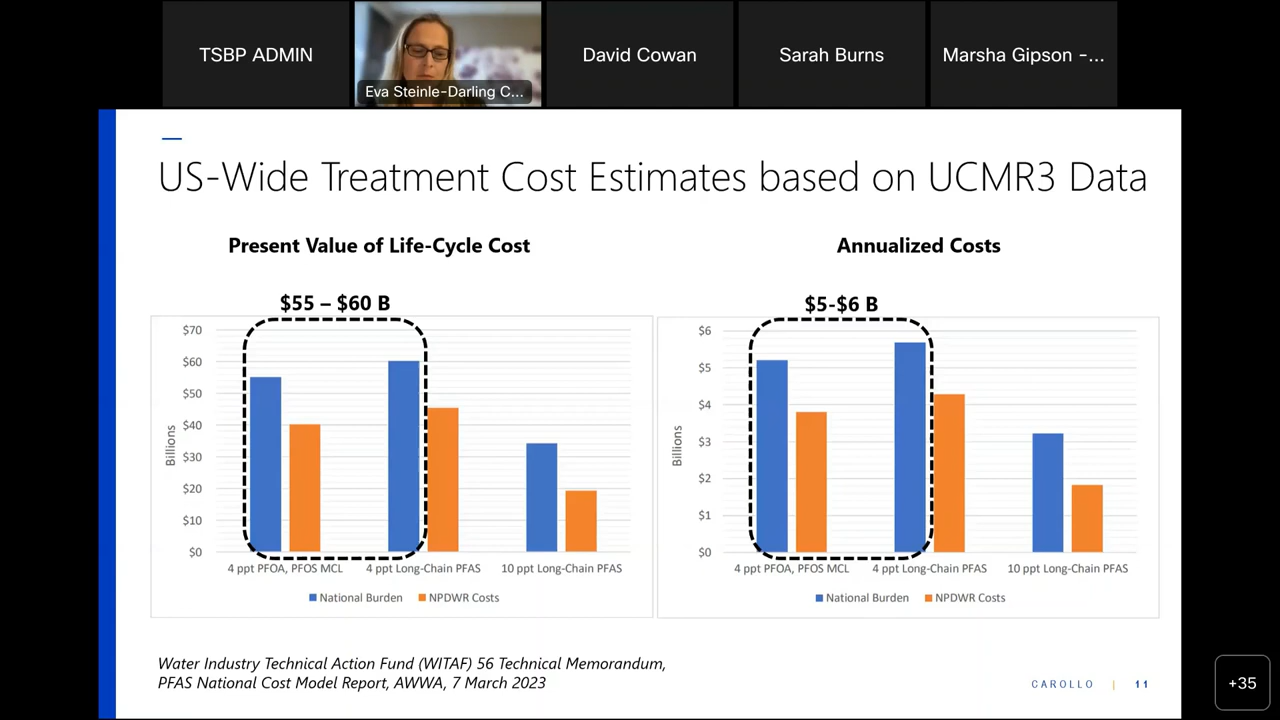 TSBP ADMIN
Eva Steinle-Darling C...
David Cowan
Sarah Burns
Marsha Gipson -...
US-Wide Treatment Cost Estimates based on UCMR3 Data
Present Value of Life-Cycle Cost
$55 – $60 B
$70
$60
$50
$40
$30
$20
$10
$0
Billions
4 ppt PFOA, PFOS MCL
4 ppt Long-Chain PFAS
10 ppt Long-Chain PFAS
National Burden
NPDWR Costs
Annualized Costs
$5-$6 B
$6
$5
$4
$3
$2
$1
$0
Billions
4 ppt PFOA, PFOS MCL
4 ppt Long-Chain PFAS
10 ppt Long-Chain PFAS
National Burden
NPDWR Costs
Water Industry Technical Action Fund (WITAF) 56 Technical Memorandum,
PFAS National Cost Model Report, AWWA, 7 March 2023
CAROLLO | 11
+35